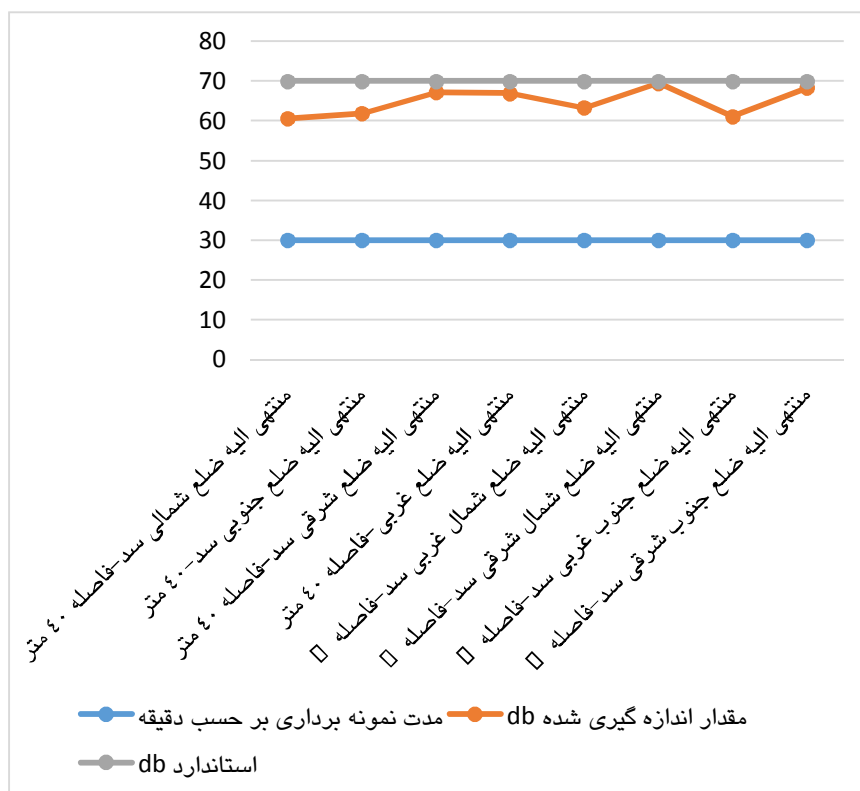 80
70
60
50
40
30
20
10
0
منتهی الیه ضلع شمالی سد-فاصله ٤٠ متر
منتهی الیه ضلع جنوبی سد-٤٠ متر
منتهی الیه ضلع شرقی سد-فاصله ٤٠ متر
منتهی الیه ضلع غربی-فاصله ٤٠ متر
منتهی الیه ضلع شمال غربی سد-فاصله
منتهی الیه ضلع شمال شرقی سد-فاصله
منتهی الیه ضلع جنوب غربی سد-فاصله
منتهی الیه ضلع جنوب شرقی سد-فاصله
مدت نمونه برداری بر حسب دقیقه
مقدار اندازه گیری شده db
استاندارد db